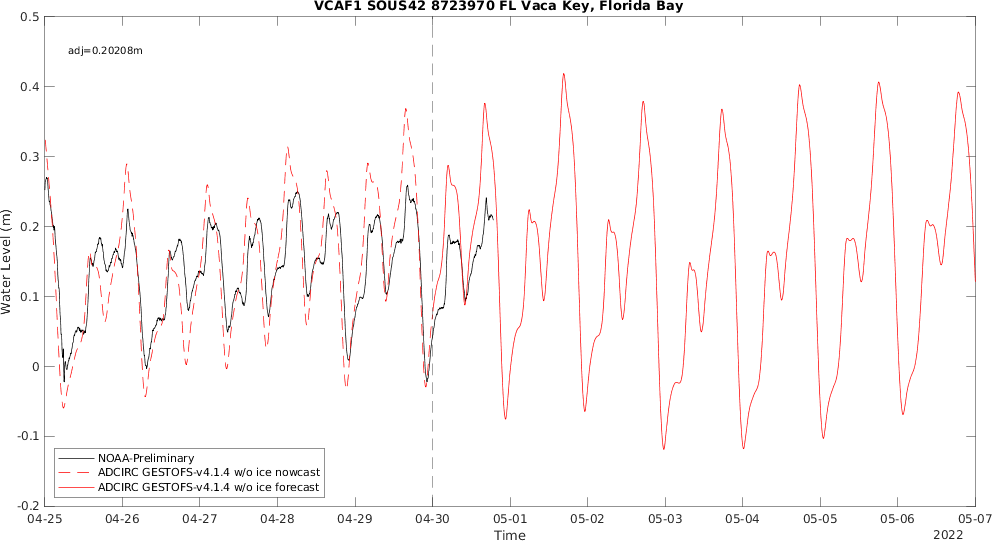 VCAF1 SOUS42 8723970 FL Vaca Key, Florida Bay
adj=0.20208m
0.5
0.4
0.3
0.2
0.1
0
-0.1
-0.2
Water Level (m)
NOAA-Preliminary
ADCIRC GESTOFS-v4.1.4 w/o ice nowcast
ADCIRC GESTOFS-v4.1.4 w/o ice forecast
04-25 04-26 04-27 04-28 04-29 04-30 05-01 05-02 05-03 05-04 05-05 05-06 05-07
Time
2022